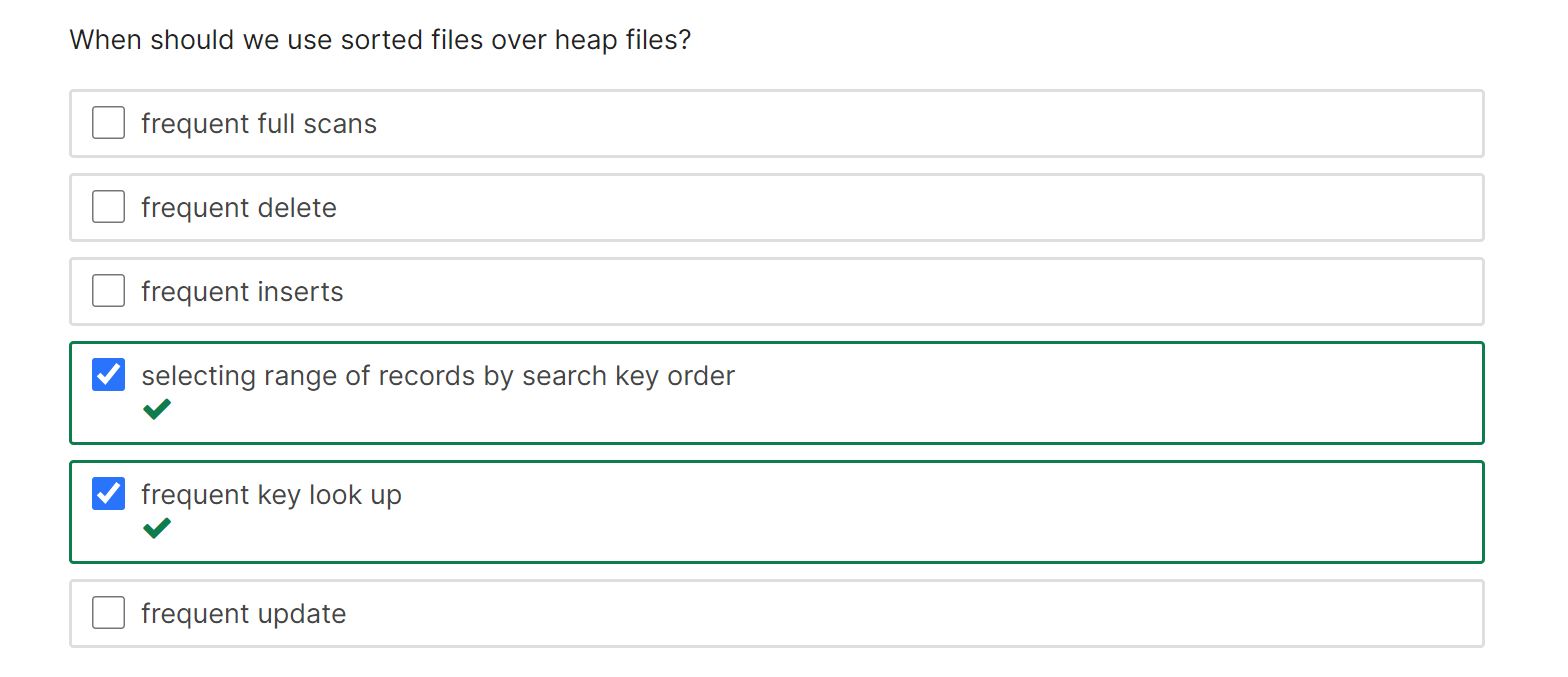 When should we use sorted files over heap files?
frequent full scans
frequent delete
frequent inserts
selecting range of records by search key order
frequent key look up
frequent update